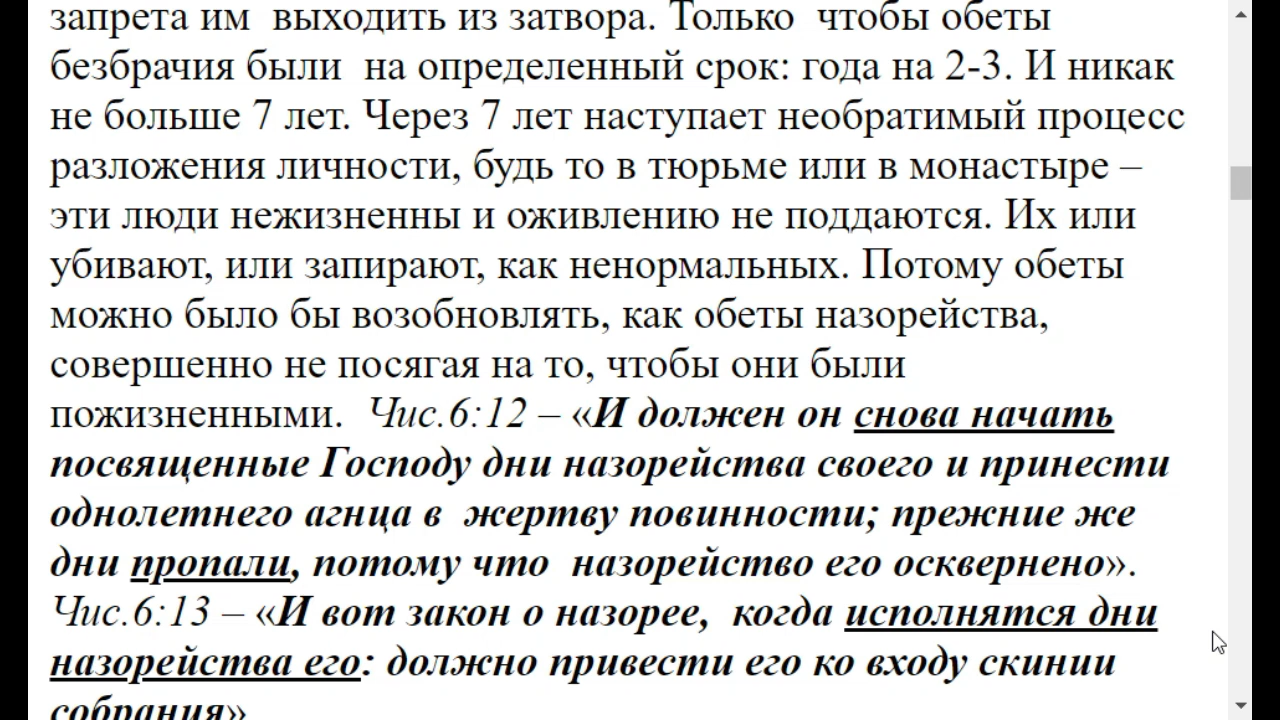 запрета им  выходить из затвора. Только  чтобы обеты
безбрачия были  на определенный срок: года на 2-3. И никак
не больше 7 лет. Через 7 лет наступает необратимый процесс
разложения личности, будь то в тюрьме или в монастыре –
эти люди нежизненны и оживлению не поддаются. Их или
убивают, или запирают, как ненормальных. Потому обеты
можно было бы возобновлять, как обеты назорейства,
совершенно не посягая на то, чтобы они были
пожизненными.  Чис.6:12 – «И должен он снова начать
посвященные Господу дни назорейства своего и принести
однолетнего агнца в  жертву повинности; прежние же
дни пропали, потому что  назорейство его осквернено».
Чис.6:13 – «И вот закон о назорее,  когда исполнятся дни
назорейства его: должно привести его ко входу скинии
собрания»